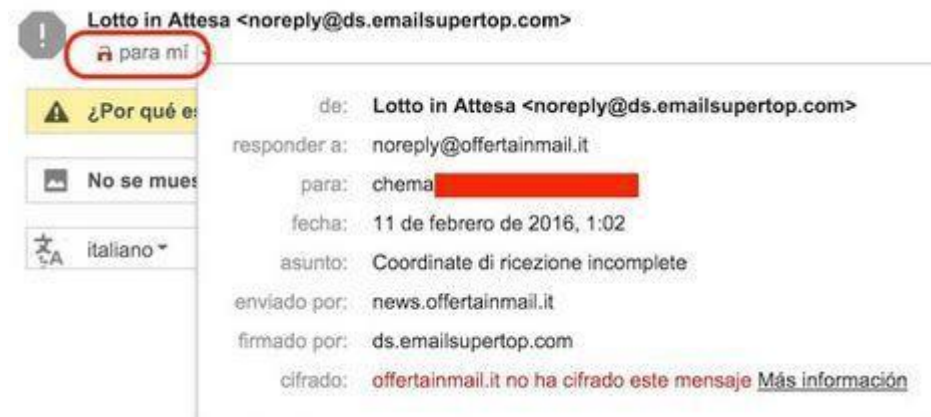 Lotto in Attesa <noreply@ds.emailsupertop.com>
para mí
¿Por qué es
de: Lotto in Attesa <noreply@ds.emailsupertop.com>
responder a: noreply@offertainmail.it
No se mues
para: chema
fecha: 11 de febrero de 2016, 1:02
italiano
asunto: Coordinate di ricezione incomplete
enviado por: news.offertainmail.it
firmado por: ds.emailsupertop.com
cifrado: offertainmail.it no ha cifrado este mensaje Más información